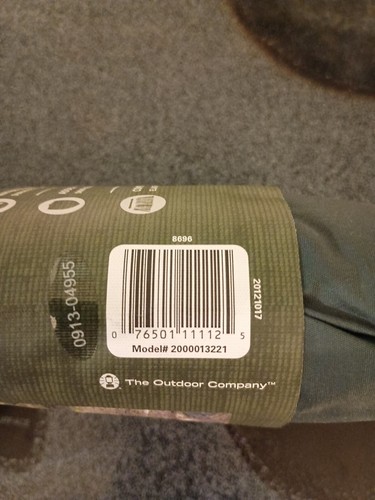 8696
0 76501 11112 5
Model# 2000013221
20121017
0913-04955
The Outdoor Company™